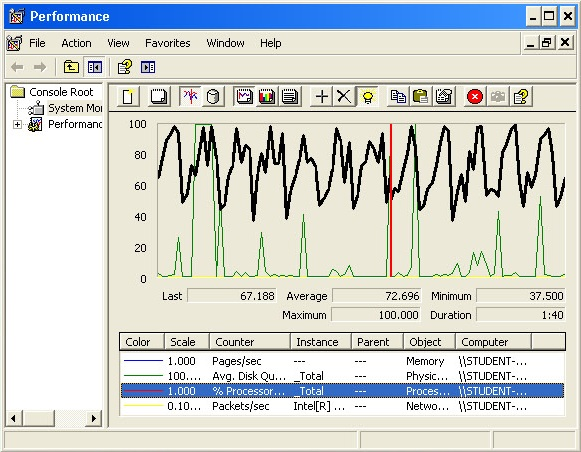 Performance
File Action View Favorites Window Help
Console Root
System Mor
Performanc
100
80
60
40
20
0
Last 67.188 Average 72.696 Minimum 37.500
Maximum 100.000 Duration 1:40
Color Scale Counter Instance Parent Object Computer
1.000 Pages/sec --- --- Memory \\STUDENT-...
100.... Avg. Disk Qu... _Total --- Physic... \\STUDENT-...
1.000 % Processor... _Total --- Proces... \\STUDENT-...
0.10... Packets/sec Intel[R] ... --- Netwo... \\STUDENT-...